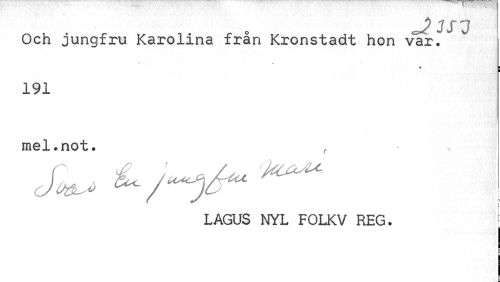 2353
Och jungfru Karolina från Kronstadt hon var.
191
mel.not.
Svar En jungfru Mari
LAGUS NYL FOLKV REG.